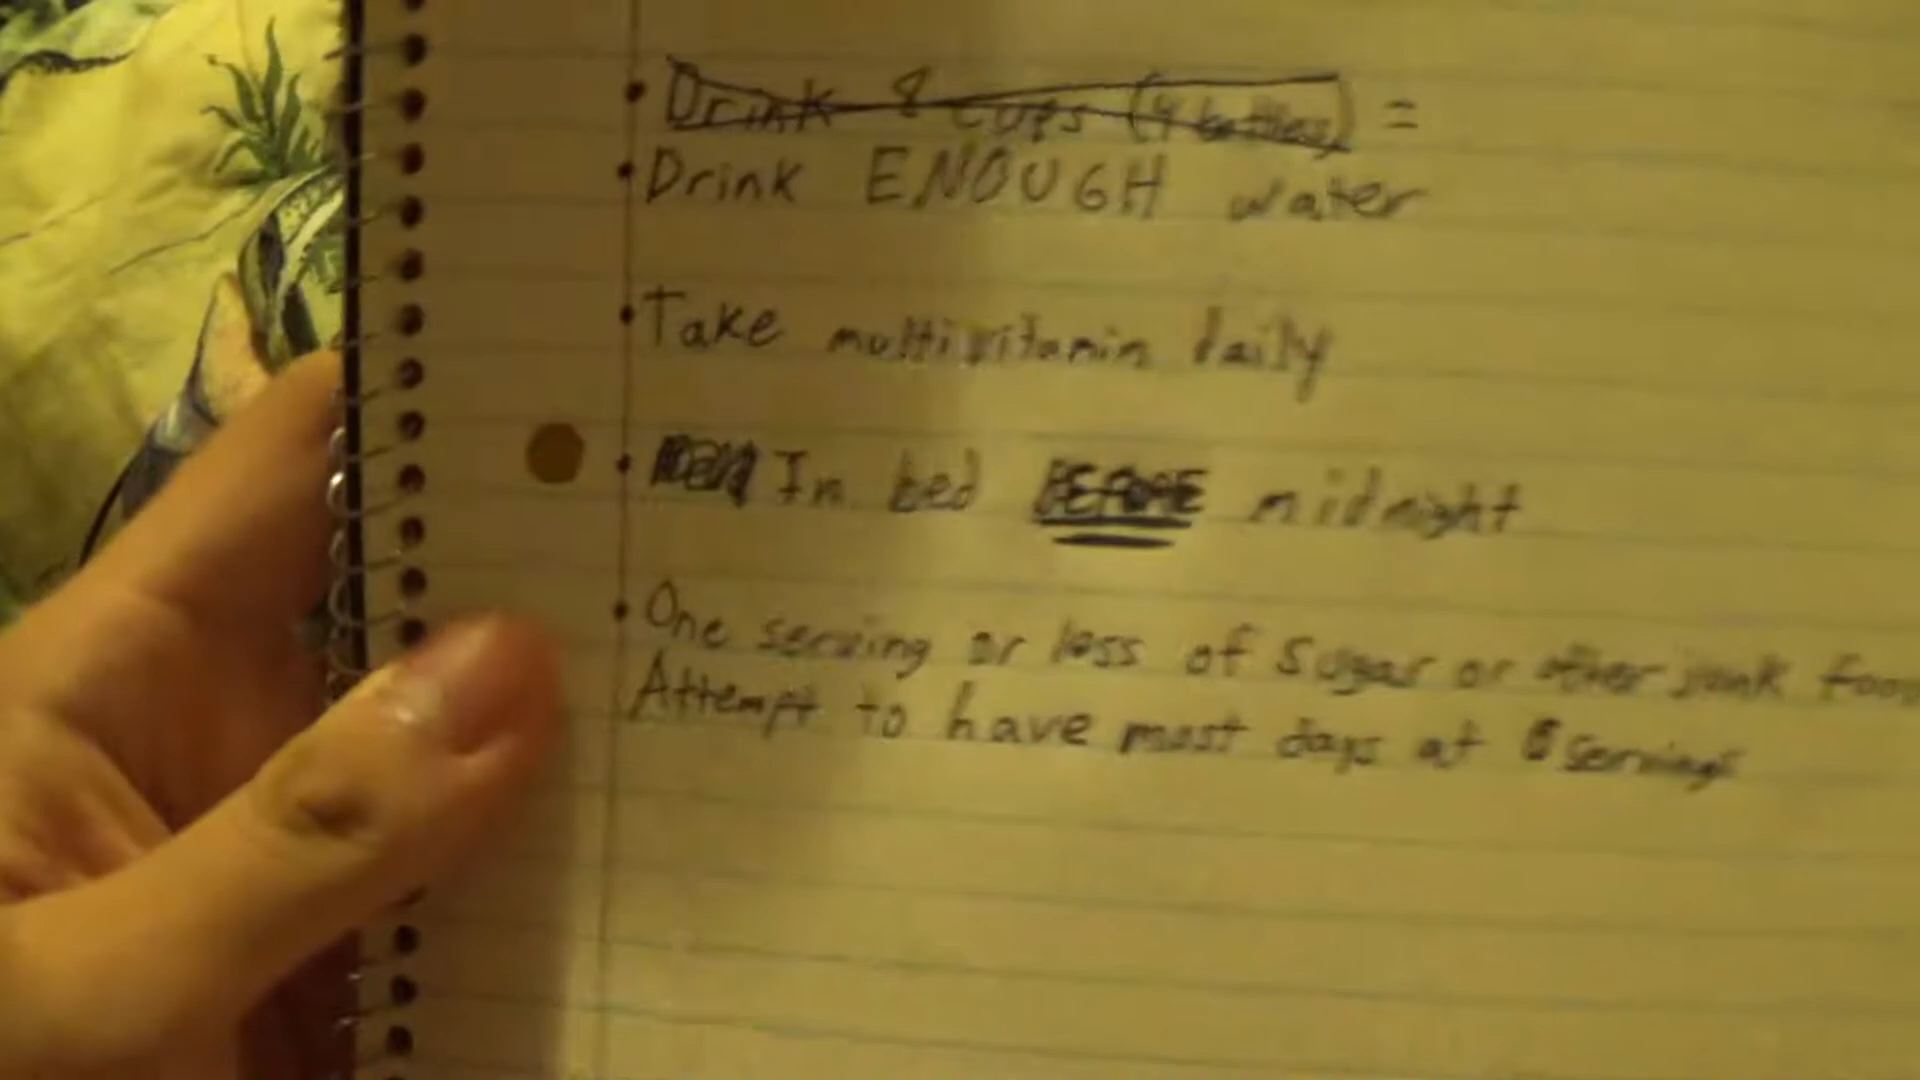 Drink 8 cups (4 bottles) =
Drink ENOUGH water
Take multivitamin daily
In bed BEFORE midnight
One serving or less of sugar or other junk foo
Attempt to have most days at 0 servings